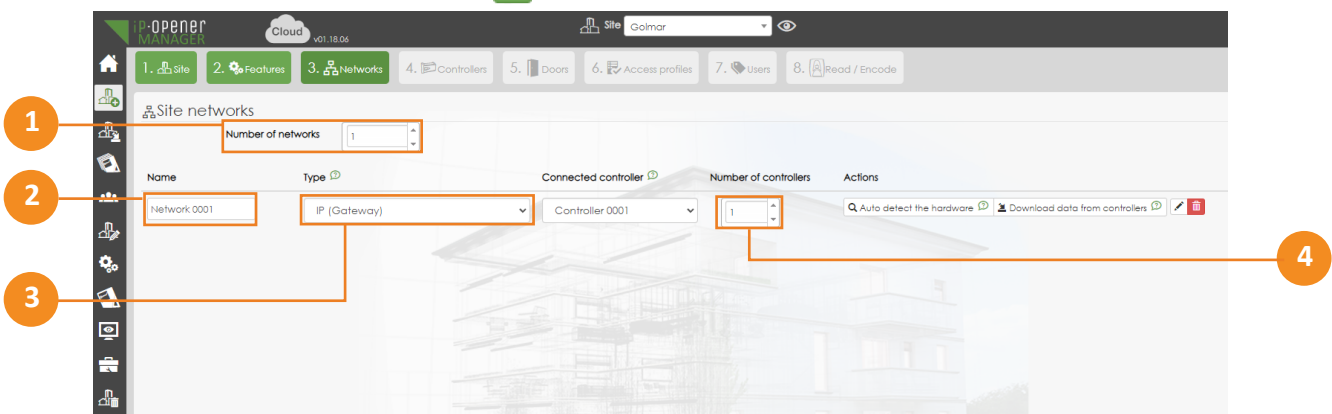 iP·OPENER
MANAGER
Cloud v01.18.06
Site Golmar
1. Site 2. Features 3. Networks 4. Controllers 5. Doors 6. Access profiles 7. Users 8. Read / Encode
Site networks
1
Number of networks 1
Name Type Connected controller Number of controllers Actions
2
Network 0001 IP (Gateway) Controller 0001 1 Auto detect the hardware Download data from controllers
4
3